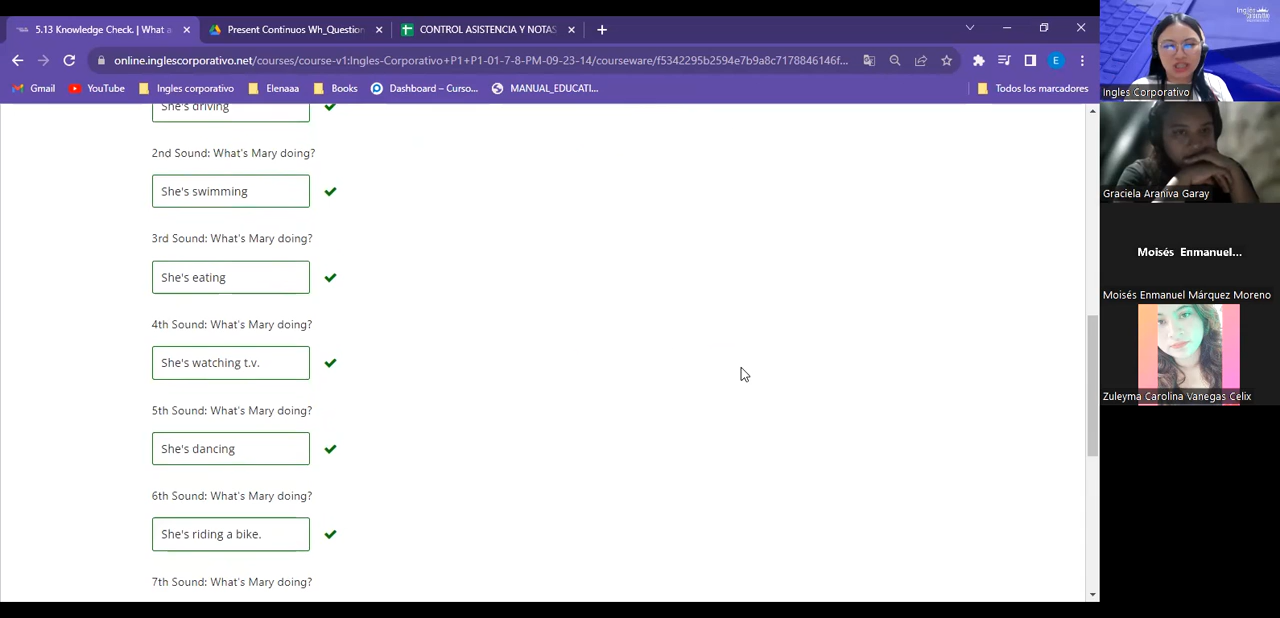 5.13 Knowledge Check. | What a
Present Continuos Wh_Question
CONTROL ASISTENCIA Y NOTAS
online.inglescorporativo.net/courses/course-v1:Ingles-Corporativo+P1+P1-01-7-8-PM-09-23-14/courseware/f5342295b2594e7b9a8c7178846146f...
E
Gmail
YouTube
Ingles corporativo
Elenaaa
Books
Dashboard – Curso...
MANUAL_EDUCATI...
Todos los marcadores
She's driving
2nd Sound: What's Mary doing?
She's swimming
3rd Sound: What's Mary doing?
She's eating
4th Sound: What's Mary doing?
She's watching t.v.
5th Sound: What's Mary doing?
She's dancing
6th Sound: What's Mary doing?
She's riding a bike.
7th Sound: What's Mary doing?
Ingles
Ingles Corporativo
Graciela Araniva Garay
Moisés Enmanuel...
Moisés Enmanuel Márquez Moreno
Zuleyma Carolina Vanegas Celix